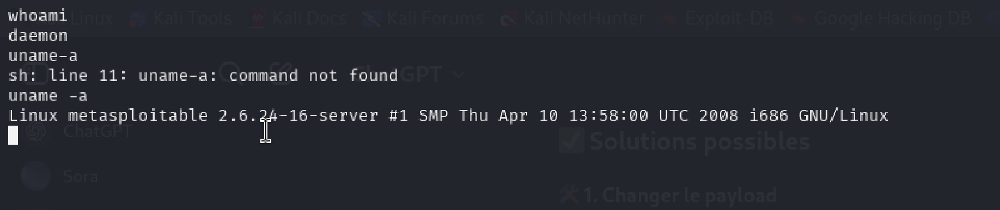 whoami
Linux Kali Tools Kali Docs Kali Forums Kali NetHunter Exploit-DB Google Hacking DB
daemon
uname-a
sh: line 11: uname-a: command not found
GPT
uname -a
Linux metasploitable 2.6.24-16-server #1 SMP Thu Apr 10 13:58:00 UTC 2008 i686 GNU/Linux
ChatGPT
Solutions possibles
Sora
1. Changer le payload